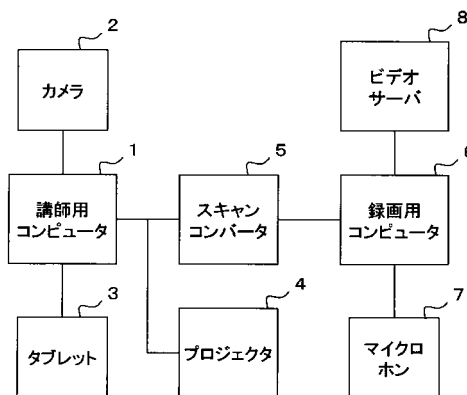 2
カメラ
8
ビデオ
サーバ
1
講師用
コンピュータ
5
スキャン
コンバータ
6
録画用
コンピュータ
3
タブレット
4
プロジェクタ
7
マイクロ
ホン